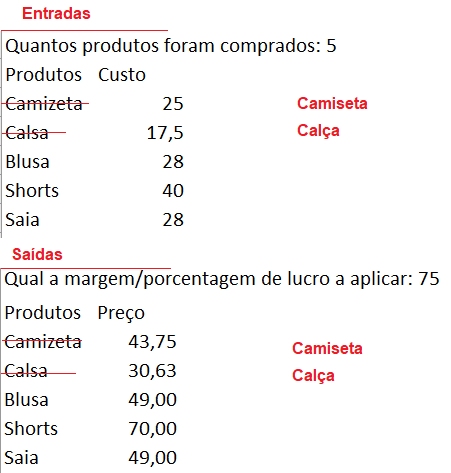 Entradas
Quantos produtos foram comprados: 5
Produtos Custo
Camizeta 25 Camiseta
Calsa 17,5 Calça
Blusa 28
Shorts 40
Saia 28
Saídas
Qual a margem/porcentagem de lucro a aplicar: 75
Produtos Preço
Camizeta 43,75 Camiseta
Calsa 30,63 Calça
Blusa 49,00
Shorts 70,00
Saia 49,00